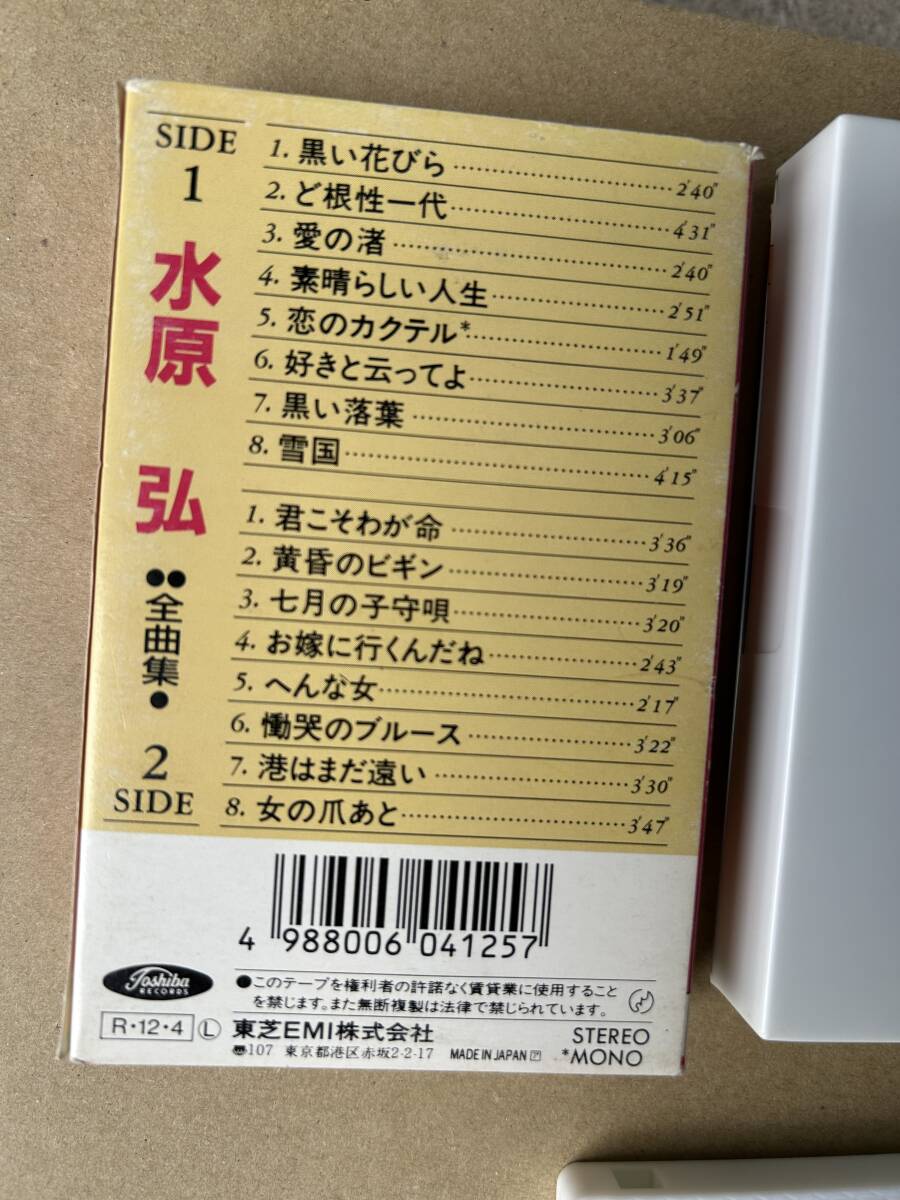 SIDE
1
水原 弘
●●全曲集●
2
SIDE
1. 黒い花びら……2'40"
2. ど根性一代……4'31"
3. 愛の渚……2'40"
4. 素晴らしい人生……2'51"
5. 恋のカクテル*……1'49"
6. 好きと云ってよ……3'37"
7. 黒い落葉……3'06"
8. 雪国……4'15"
1. 君こそわが命……3'36"
2. 黄昏のビギン……3'19"
3. 七月の子守唄……3'20"
4. お嫁に行くんだね……2'43"
5. へんな女……2'17"
6. 慟哭のブルース……3'22"
7. 港はまだ遠い……3'30"
8. 女の爪あと……3'47"
4 988006 041257
Toshiba
RECORDS
●このテープを権利者の許諾なく賃貸業に使用すること
を禁じます。また無断複製は法律で禁じられています。
R・12・4 Ⓛ 東芝EMI株式会社
107 東京都港区赤坂2-2-17 MADE IN JAPAN
STEREO
*MONO